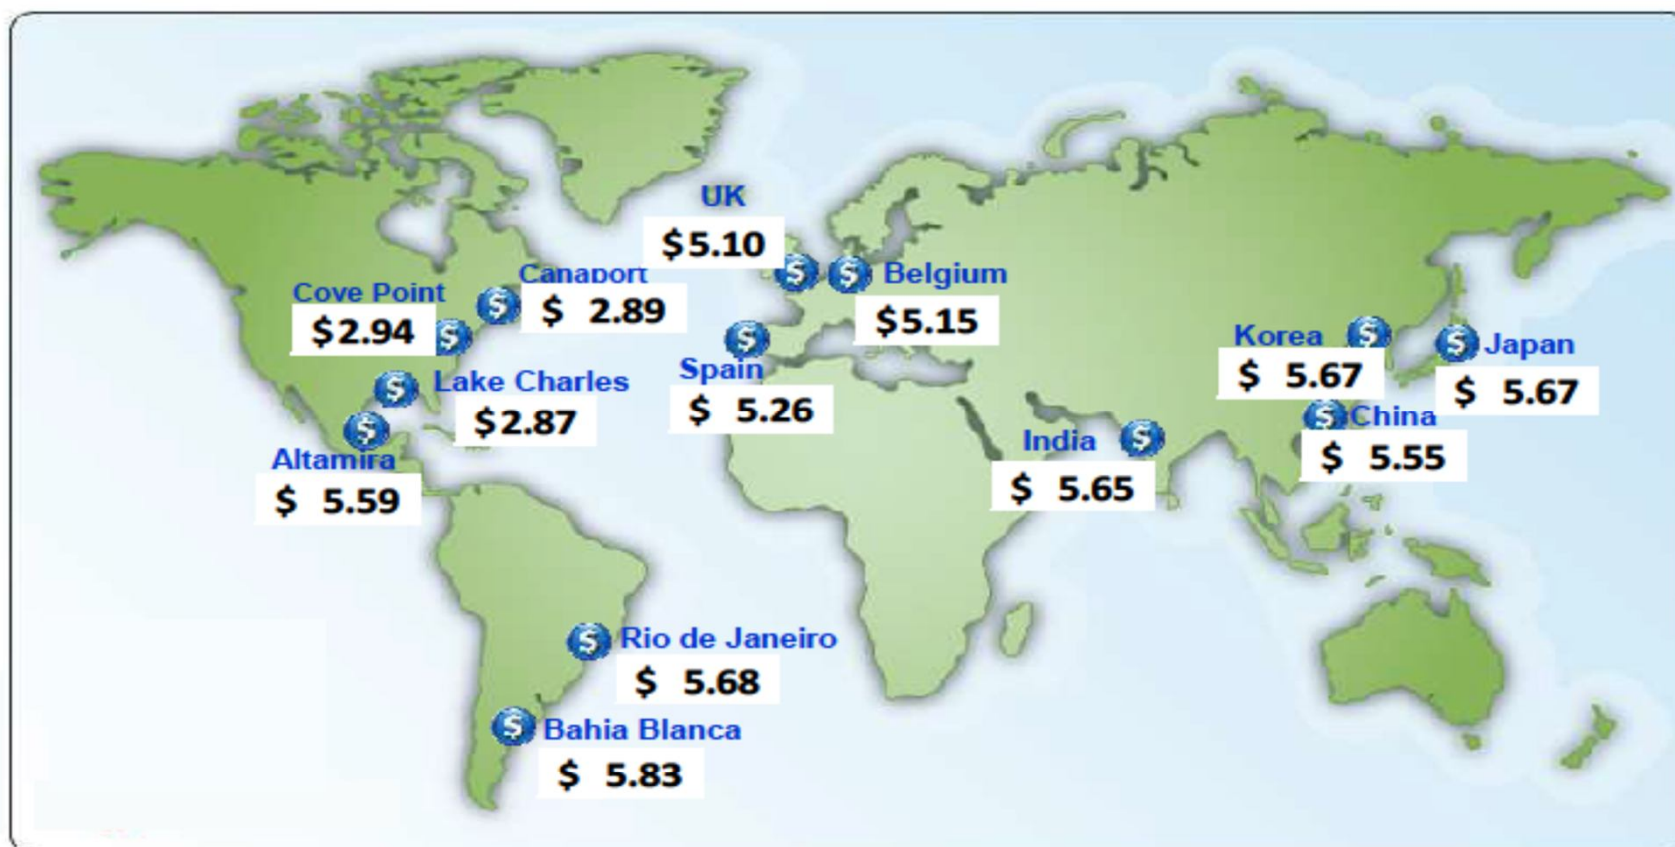 UK
$5.10
Canaport
$ 2.89
Cove Point
$2.94
Belgium
$5.15
Lake Charles
$2.87
Spain
$ 5.26
Korea
$ 5.67
Japan
$ 5.67
China
$ 5.55
India
$ 5.65
Altamira
$ 5.59
Rio de Janeiro
$ 5.68
Bahia Blanca
$ 5.83